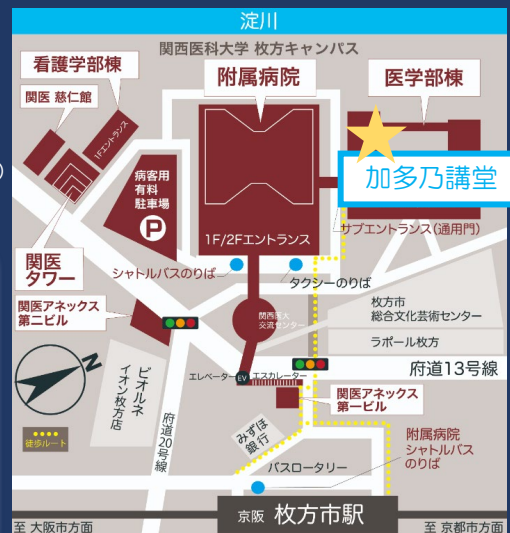 淀川
関西医科大学 枚方キャンパス
看護学部棟
附属病院
医学部棟
関医 慈仁館
1Fエントランス
病客用
有料
駐車場
P
加多乃講堂
1F/2Fエントランス
サブエントランス(通用門)
関医
タワー
シャトルバスのりば
タクシーのりば
関医アネックス
第二ビル
関西医大
交流センター
枚方市
総合文化芸術センター
ラポール枚方
N
ビオルネ
イオン枚方店
エレベーター
EV
エスカレーター
府道13号線
関医アネックス
第一ビル
府道20号線
徒歩ルート
みずほ
銀行
附属病院
シャトルバス
のりば
バスロータリー
京阪 枚方市駅
至 大阪市方面
至 京都市方面